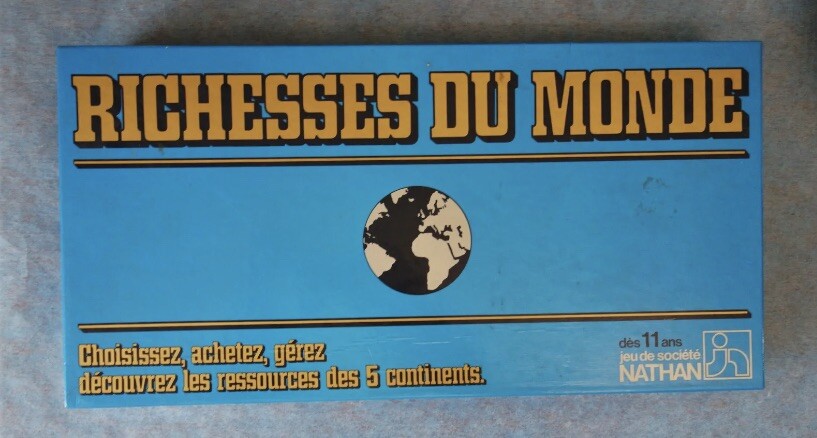 RICHESSES DU MONDE
Choisissez, achetez, gérez
découvrez les ressources des 5 continents.
dès 11 ans
jeu de société
NATHAN